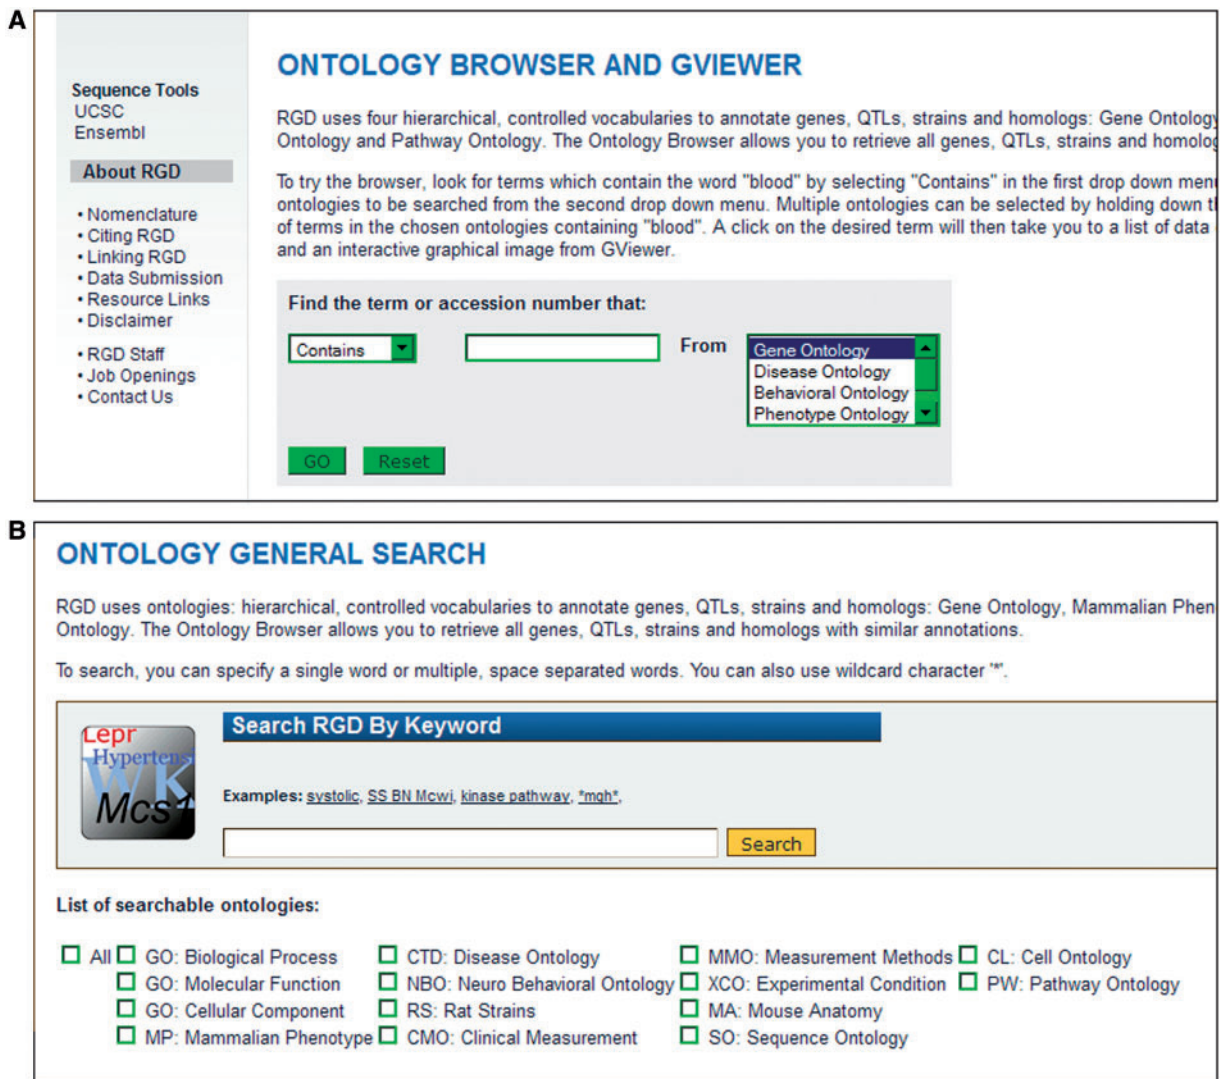 A
Sequence Tools
UCSC
Ensembl
About RGD
• Nomenclature
• Citing RGD
• Linking RGD
• Data Submission
• Resource Links
• Disclaimer
• RGD Staff
• Job Openings
• Contact Us
ONTOLOGY BROWSER AND GVIEWER
RGD uses four hierarchical, controlled vocabularies to annotate genes, QTLs, strains and homologs: Gene Ontology
Ontology and Pathway Ontology. The Ontology Browser allows you to retrieve all genes, QTLs, strains and homolog
To try the browser, look for terms which contain the word "blood" by selecting "Contains" in the first drop down men
ontologies to be searched from the second drop down menu. Multiple ontologies can be selected by holding down t
of terms in the chosen ontologies containing "blood". A click on the desired term will then take you to a list of data
and an interactive graphical image from GViewer.
Find the term or accession number that:
Contains From Gene Ontology
Disease Ontology
Behavioral Ontology
Phenotype Ontology
GO Reset
B
ONTOLOGY GENERAL SEARCH
RGD uses ontologies: hierarchical, controlled vocabularies to annotate genes, QTLs, strains and homologs: Gene Ontology, Mammalian Phen
Ontology. The Ontology Browser allows you to retrieve all genes, QTLs, strains and homologs with similar annotations.
To search, you can specify a single word or multiple, space separated words. You can also use wildcard character '*'.
Lepr
Hypertens
WK
Mcs1
Search RGD By Keyword
Examples: systolic, SS BN Mcwi, kinase pathway, *mgh*,
Search
List of searchable ontologies:
All GO: Biological Process CTD: Disease Ontology MMO: Measurement Methods CL: Cell Ontology
GO: Molecular Function NBO: Neuro Behavioral Ontology XCO: Experimental Condition PW: Pathway Ontology
GO: Cellular Component RS: Rat Strains MA: Mouse Anatomy
MP: Mammalian Phenotype CMO: Clinical Measurement SO: Sequence Ontology